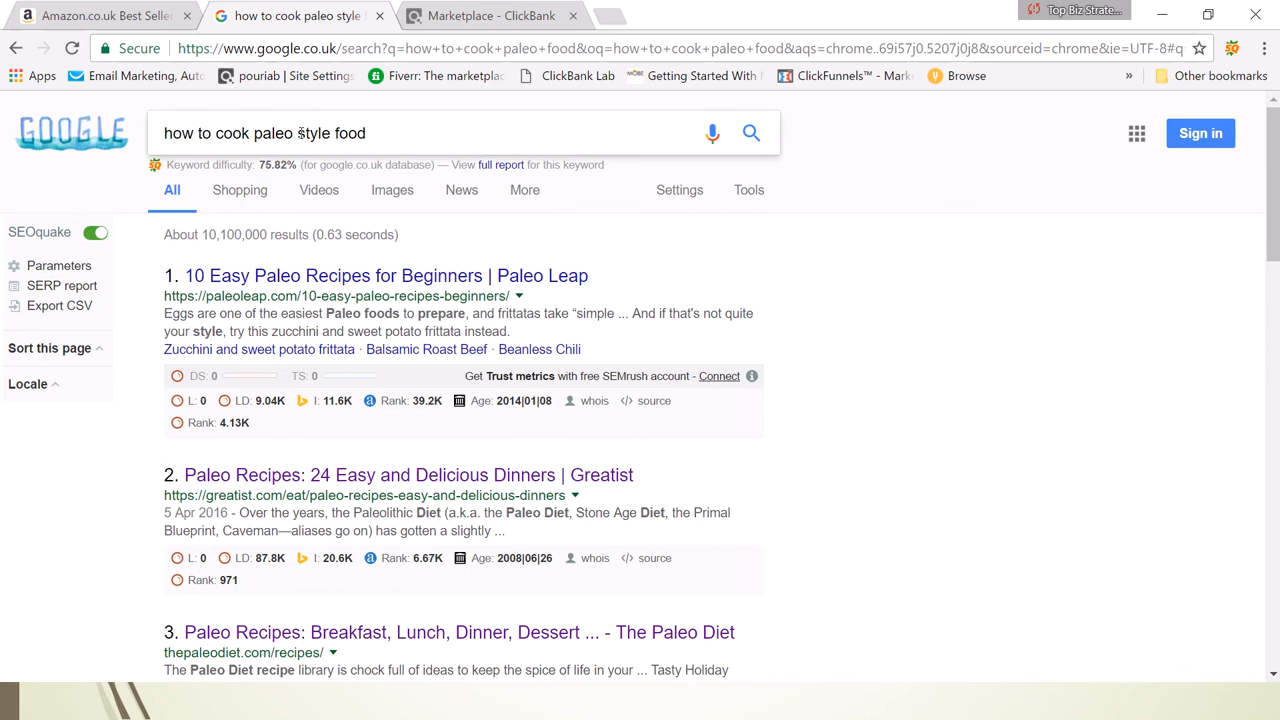 Amazon.co.uk Best Seller
how to cook paleo style f
Marketplace - ClickBank
Top Biz Strate...
Secure
https://www.google.co.uk/search?q=how+to+cook+paleo+food&oq=how+to+cook+paleo+food&aqs=chrome..69i57j0.5207j0j8&sourceid=chrome&ie=UTF-8#q
Apps
Email Marketing, Auto
pouriab | Site Settings
Fiverr: The marketplac
ClickBank Lab
Getting Started With
ClickFunnels™ - Mark
Browse
»
Other bookmarks
GOOGLE
how to cook paleo style food
Sign in
Keyword difficulty: 75.82% (for google.co.uk database) — View full report for this keyword
All Shopping Videos Images News More Settings Tools
SEOquake
Parameters
SERP report
Export CSV
Sort this page
Locale
About 10,100,000 results (0.63 seconds)
1. 10 Easy Paleo Recipes for Beginners | Paleo Leap
https://paleoleap.com/10-easy-paleo-recipes-beginners/
Eggs are one of the easiest Paleo foods to prepare, and frittatas take “simple ... And if that's not quite
your style, try this zucchini and sweet potato frittata instead.
Zucchini and sweet potato frittata · Balsamic Roast Beef · Beanless Chili
DS: 0 TS: 0 Get Trust metrics with free SEMrush account - Connect
L: 0 LD: 9.04K I: 11.6K Rank: 39.2K Age: 2014|01|08 whois source
Rank: 4.13K
2. Paleo Recipes: 24 Easy and Delicious Dinners | Greatist
https://greatist.com/eat/paleo-recipes-easy-and-delicious-dinners
5 Apr 2016 - Over the years, the Paleolithic Diet (a.k.a. the Paleo Diet, Stone Age Diet, the Primal
Blueprint, Caveman—aliases go on) has gotten a slightly ...
L: 0 LD: 87.8K I: 20.6K Rank: 6.67K Age: 2008|06|26 whois source
Rank: 971
3. Paleo Recipes: Breakfast, Lunch, Dinner, Dessert ... - The Paleo Diet
thepaleodiet.com/recipes/
The Paleo Diet recipe library is chock full of ideas to keep the spice of life in your ... Tasty Holiday